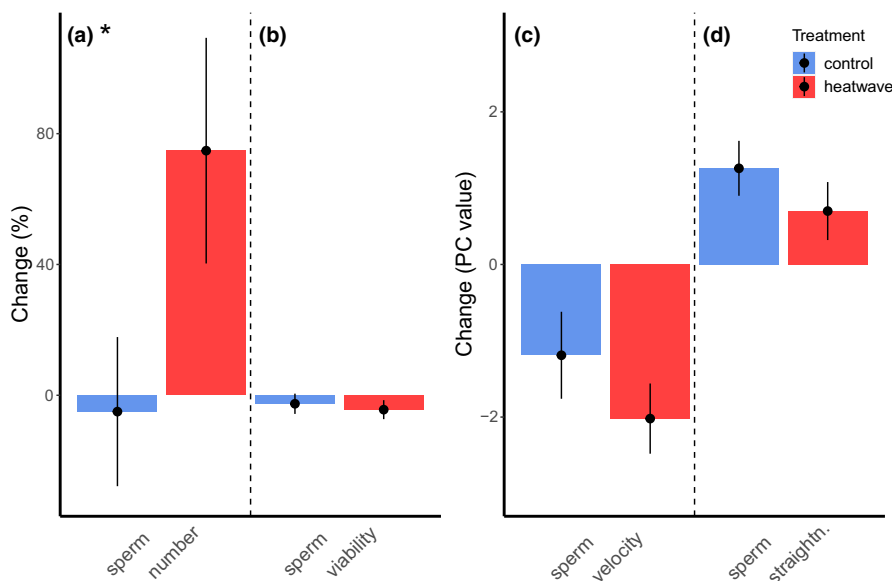 (a) *
(b)
(c)
(d)
Treatment
control
heatwave
Change (%)
80
40
0
sperm
number
sperm
viability
Change (PC value)
2
0
−2
sperm
velocity
sperm
straightn.